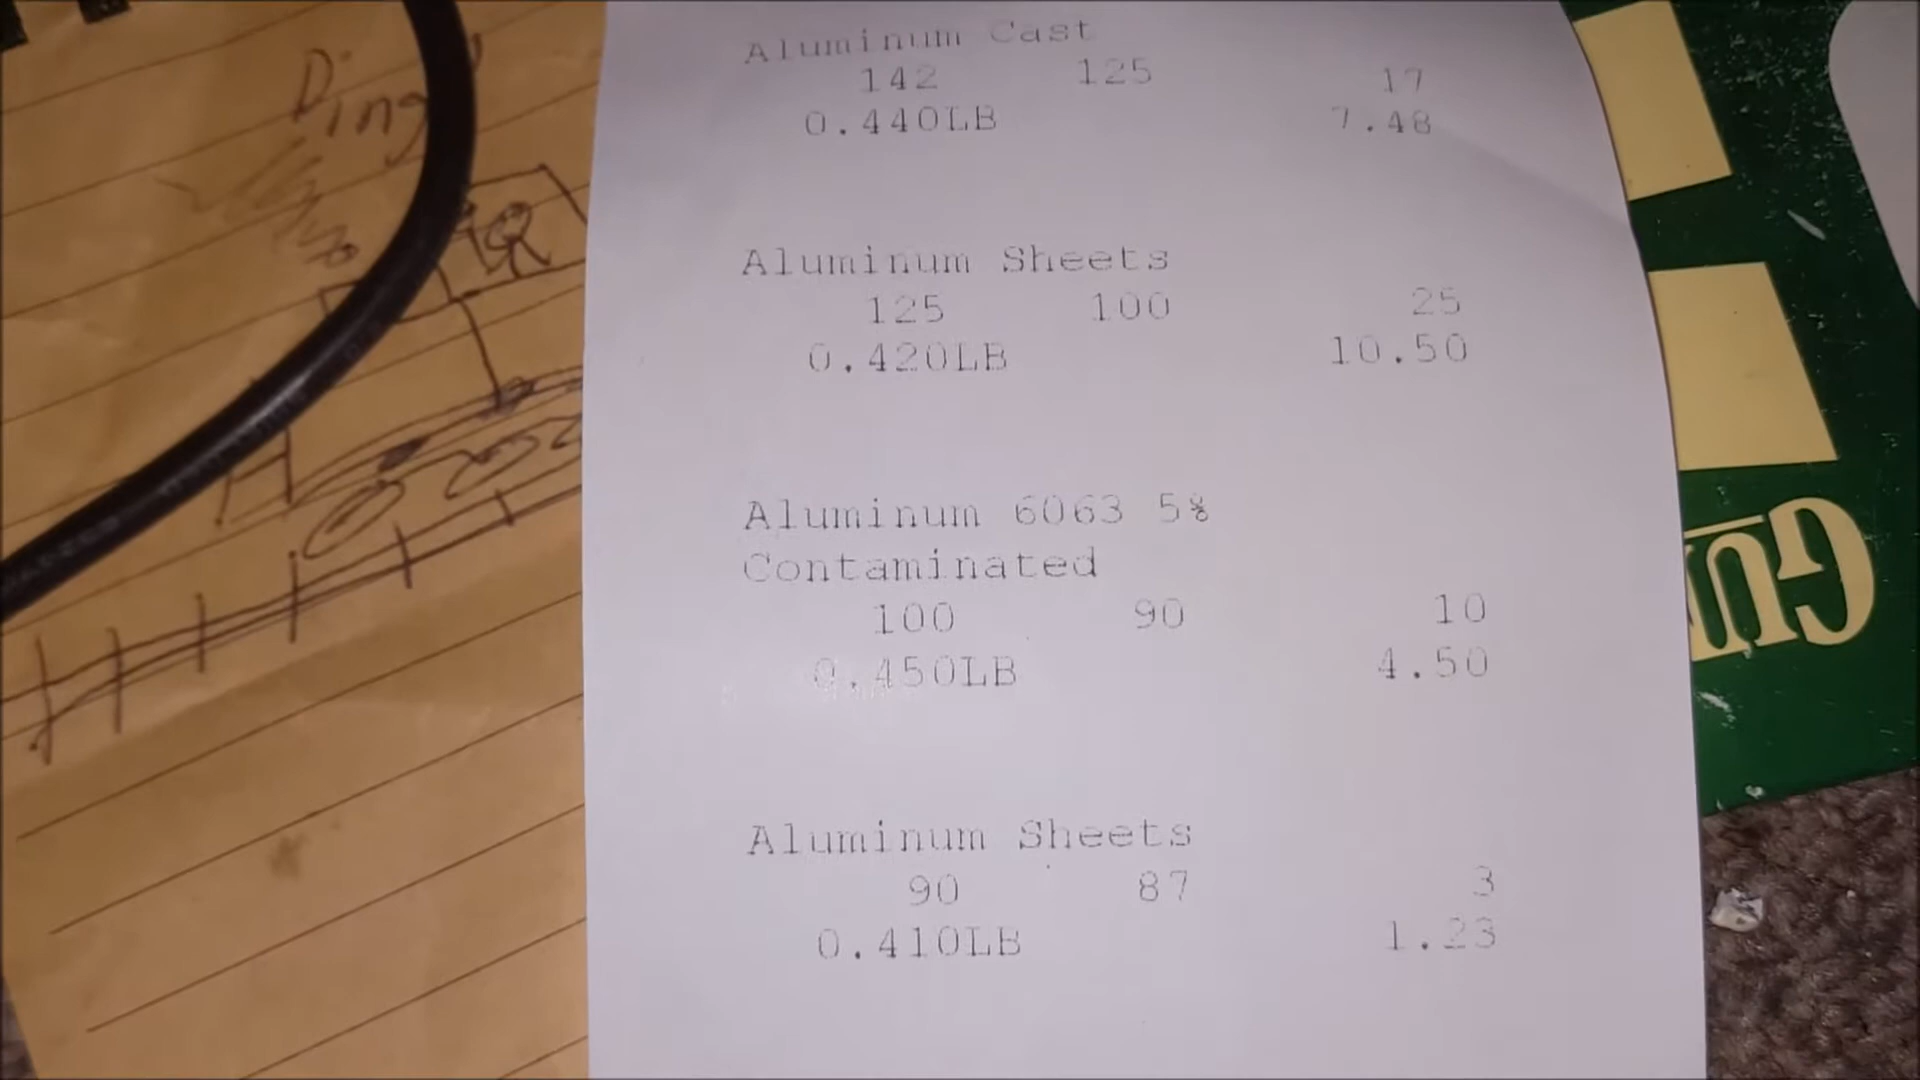 Ding
Aluminum Cast
142 125 17
0.440LB 7.48
Aluminum Sheets
125 100 25
0.420LB 10.50
Aluminum 6063 5%
Contaminated
100 90 10
0.450LB 4.50
Aluminum Sheets
90 87 3
0.410LB 1.23